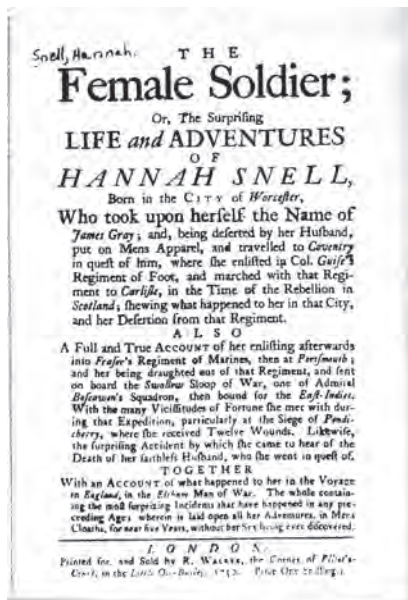 Snell, Hannah.
THE
Female Soldier;
Or, The Surpriſing
LIFE and ADVENTURES
OF
HANNAH SNELL,
Born in the CITY of Worceſter,
Who took upon herſelf the Name of
James Gray; and, being deſerted by her Huſband,
put on Mens Apparel, and travelled to Coventry
in queſt of him, where ſhe enliſted in Col. Guiſe's
Regiment of Foot, and marched with that Regi-
ment to Carliſle, in the Time of the Rebellion in
Scotland; ſhewing what happened to her in that City,
and her Deſertion from that Regiment.
ALSO
A Full and True ACCOUNT of her enliſting afterwards
into Fraſer's Regiment of Marines, then at Portſmouth;
and her being draughted out of that Regiment, and ſent
on board the Swallow Sloop of War, one of Admiral
Boſcawen's Squadron, then bound for the Eaſt-Indies.
With the many Viciſſitudes of Fortune ſhe met with dur-
ing that Expedition, particularly at the Siege of Pondi-
cherry, where ſhe received Twelve Wounds. Likewiſe,
the ſurpriſing Accident by which ſhe came to hear of the
Death of her faithleſs Huſband, who ſhe went in queſt of.
TOGETHER
With an ACCOUNT of what happened to her in the Voyage
to England, in the Eltham Man of War. The whole contain-
ing the moſt ſurpriſing Incidents that have happened in any pre-
ceding Age; wherein is laid open all her Adventures, in Mens
Cloaths, for near five Years, without her Sex being ever diſcovered.
LONDON:
Printed for, and Sold by R. WALKER, the Corner of
in the Price One Shilling.